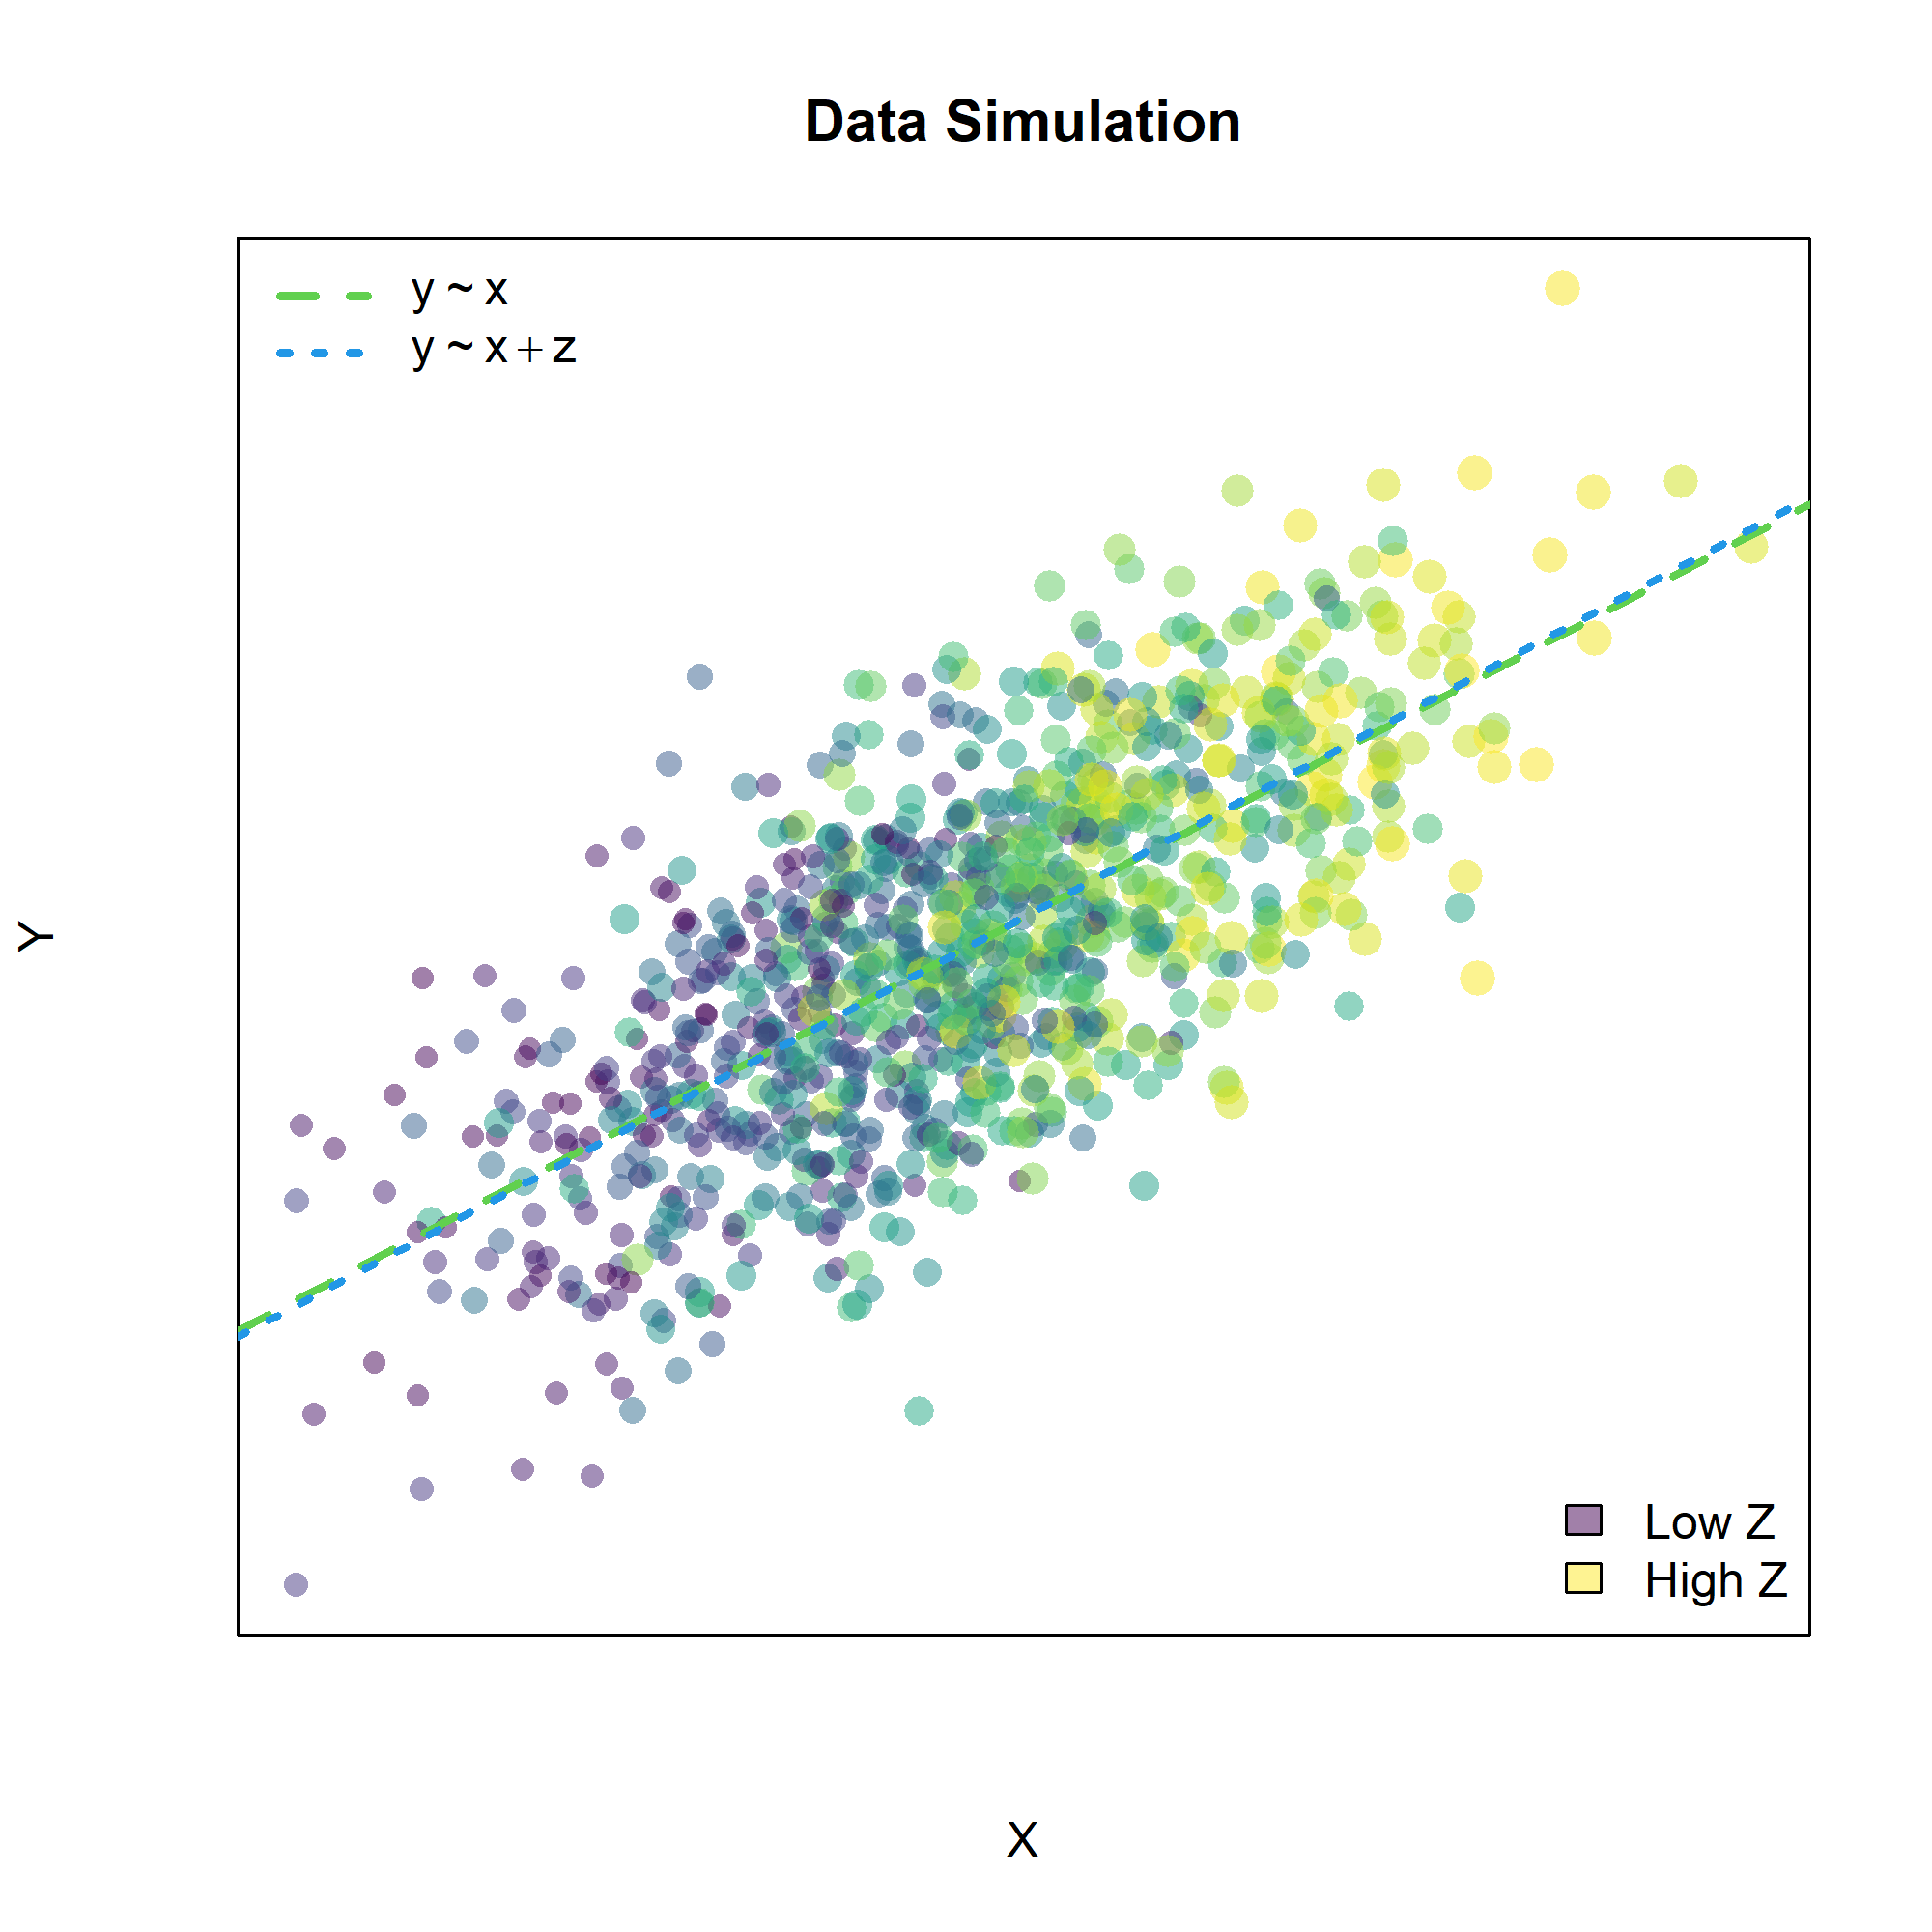 Data Simulation
y ~ x
y ~ x + z
Y
Low Z
High Z
X